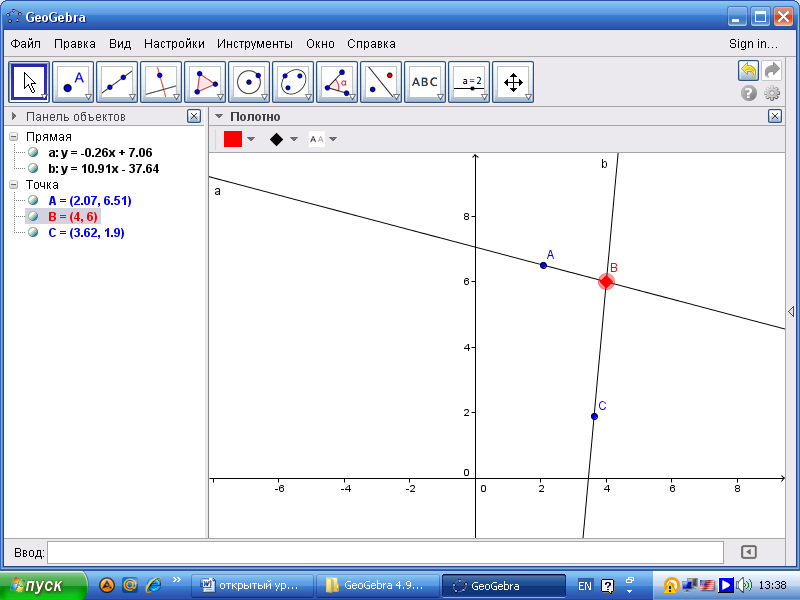 GeoGebra
Файл Правка Вид Настройки Инструменты Окно Справка Sign in...
A α ABC a=2
Панель объектов
Полотно
A A
Прямая
a: y = -0.26x + 7.06
b: y = 10.91x - 37.64
Точка
A = (2.07, 6.51)
B = (4, 6)
C = (3.62, 1.9)
b
a
8
A
B
6
4
C
2
0
-6 -4 -2 0 2 4 6 8
Ввод:
пуск открытый ур... GeoGebra 4.9... GeoGebra EN ? 13:38